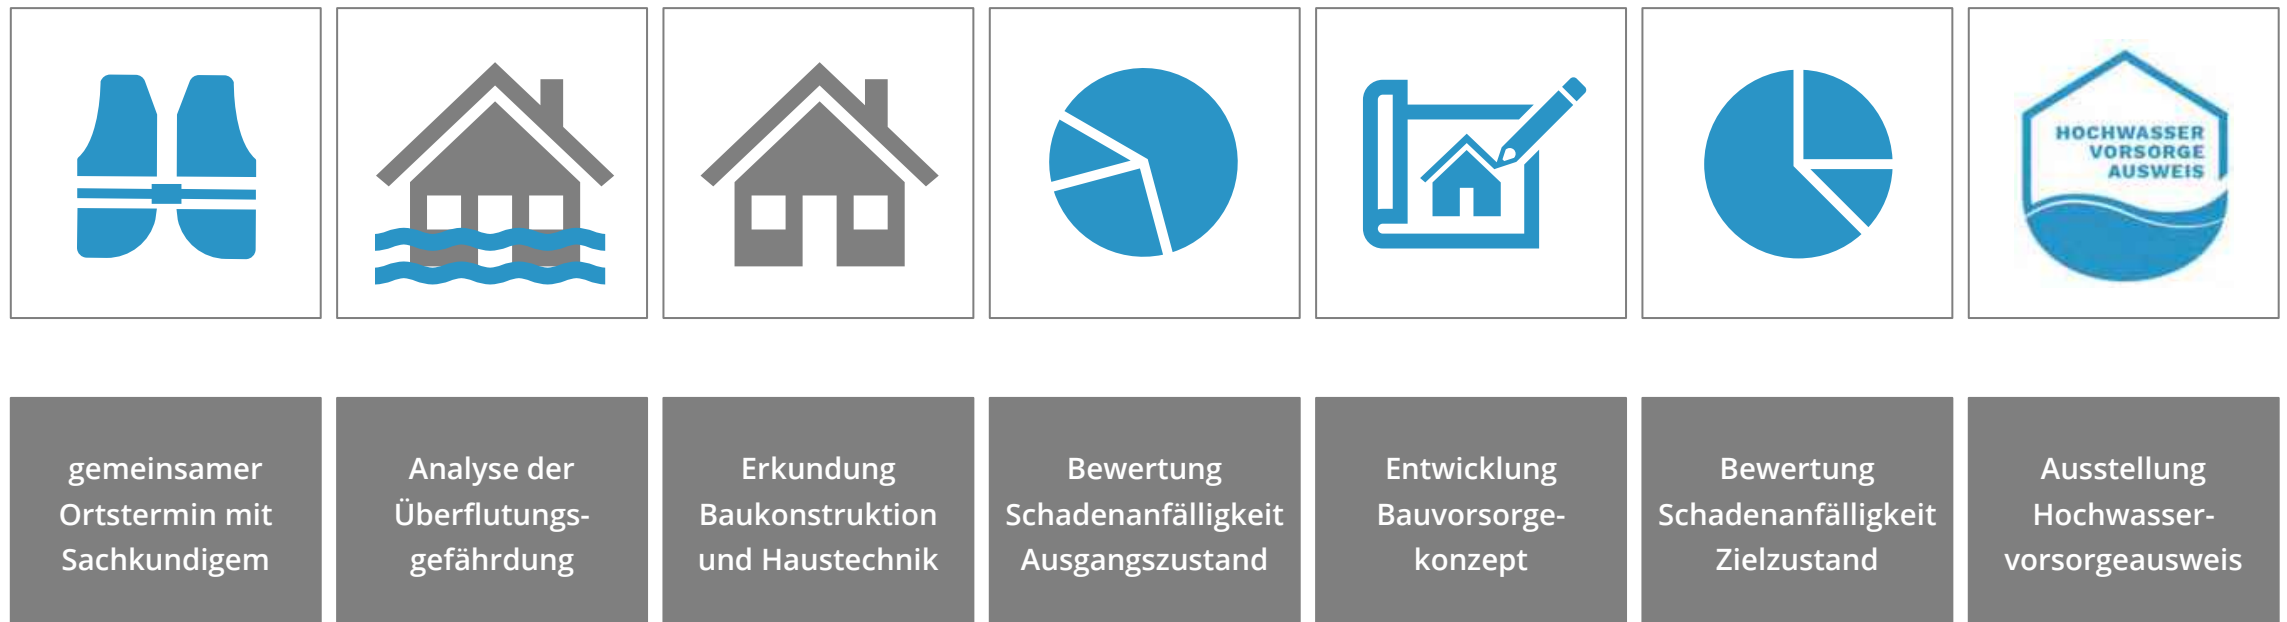 HOCHWASSER
VORSORGE
AUSWEIS
gemeinsamer
Ortstermin mit
Sachkundigem
Analyse der
Überflutungs-
gefährdung
Erkundung
Baukonstruktion
und Haustechnik
Bewertung
Schadenanfälligkeit
Ausgangszustand
Entwicklung
Bauvorsorge-
konzept
Bewertung
Schadenanfälligkeit
Zielzustand
Ausstellung
Hochwasser-
vorsorgeausweis